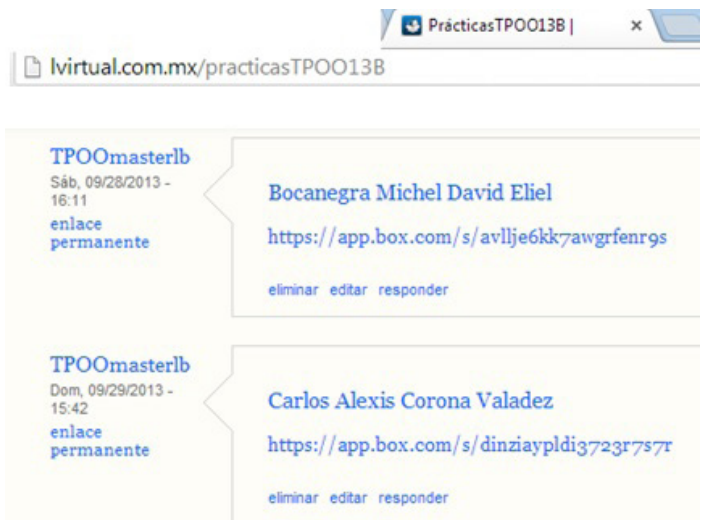 PrácticasTPOO13B |
lvirtual.com.mx/practicasTPOO13B
TPOOmasterlb
Sáb, 09/28/2013 -
16:11
enlace
permanente
Bocanegra Michel David Eliel
https://app.box.com/s/avllje6kk7awgrfenr9s
eliminar editar responder
TPOOmasterlb
Dom, 09/29/2013 -
15:42
enlace
permanente
Carlos Alexis Corona Valadez
https://app.box.com/s/dinziaypldi3723r7s7r
eliminar editar responder